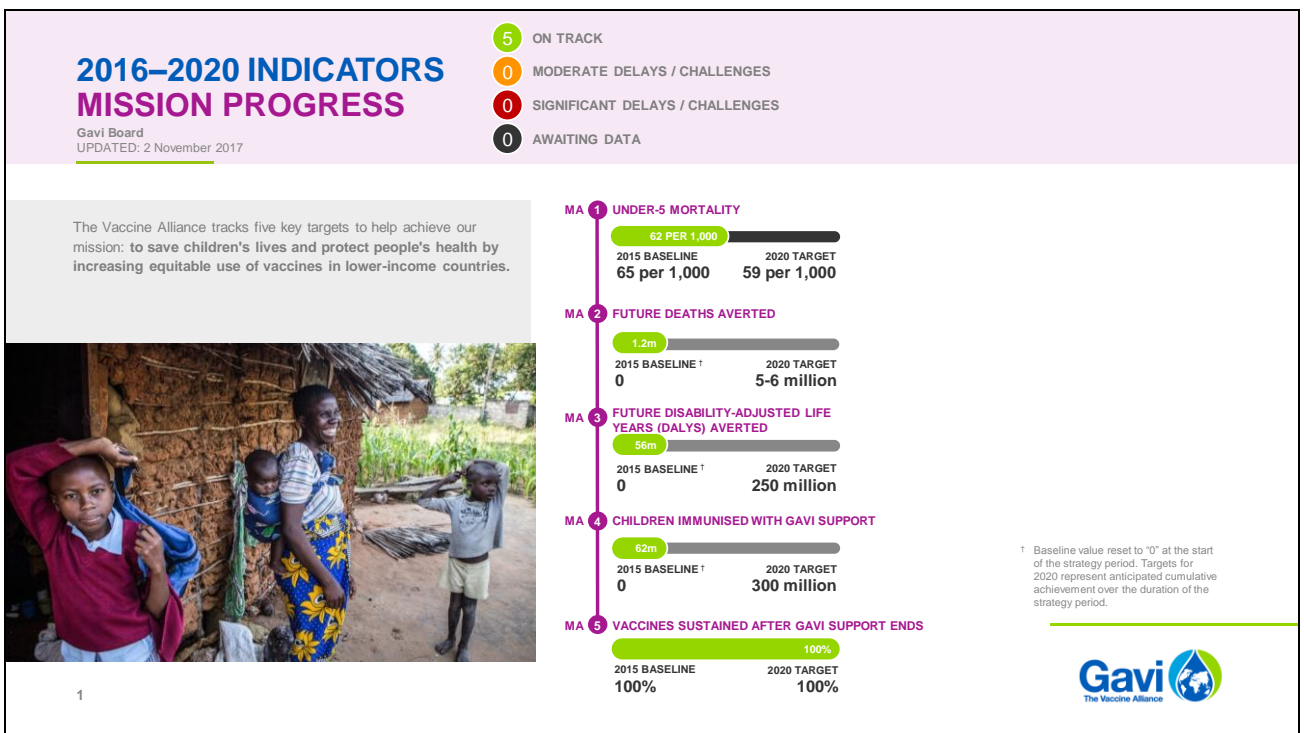 2016–2020 INDICATORS
MISSION PROGRESS
Gavi Board
UPDATED: 2 November 2017
5 ON TRACK
0 MODERATE DELAYS / CHALLENGES
0 SIGNIFICANT DELAYS / CHALLENGES
0 AWAITING DATA
The Vaccine Alliance tracks five key targets to help achieve our
mission: to save children's lives and protect people's health by
increasing equitable use of vaccines in lower-income countries.
MA 1 UNDER-5 MORTALITY
62 PER 1,000
2015 BASELINE 2020 TARGET
65 per 1,000 59 per 1,000
MA 2 FUTURE DEATHS AVERTED
1.2m
2015 BASELINE † 2020 TARGET
0 5-6 million
MA 3 FUTURE DISABILITY-ADJUSTED LIFE
YEARS (DALYS) AVERTED
56m
2015 BASELINE † 2020 TARGET
0 250 million
MA 4 CHILDREN IMMUNISED WITH GAVI SUPPORT
62m
2015 BASELINE † 2020 TARGET
0 300 million
MA 5 VACCINES SUSTAINED AFTER GAVI SUPPORT ENDS
100%
2015 BASELINE 2020 TARGET
100% 100%
† Baseline value reset to “0” at the start
of the strategy period. Targets for
2020 represent anticipated cumulative
achievement over the duration of the
strategy period.
Gavi
The Vaccine Alliance
1